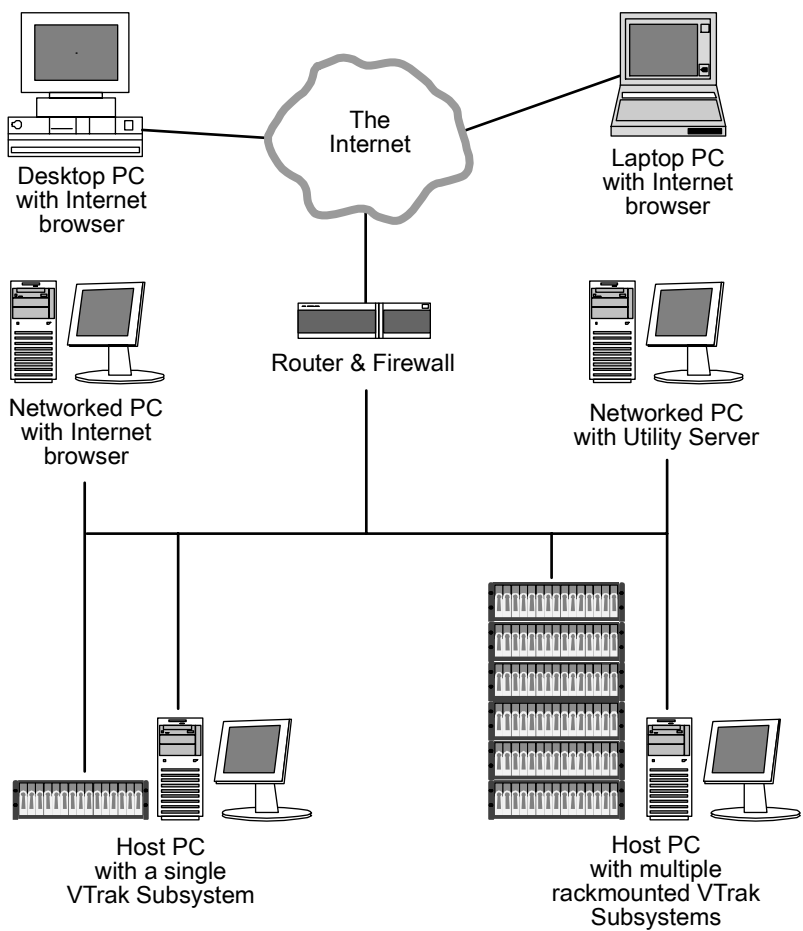 The
Internet
Desktop PC
with Internet
browser
Laptop PC
with Internet
browser
Router & Firewall
Networked PC
with Internet
browser
Networked PC
with Utility Server
Host PC
with a single
VTrak Subsystem
Host PC
with multiple
rackmounted VTrak
Subsystems